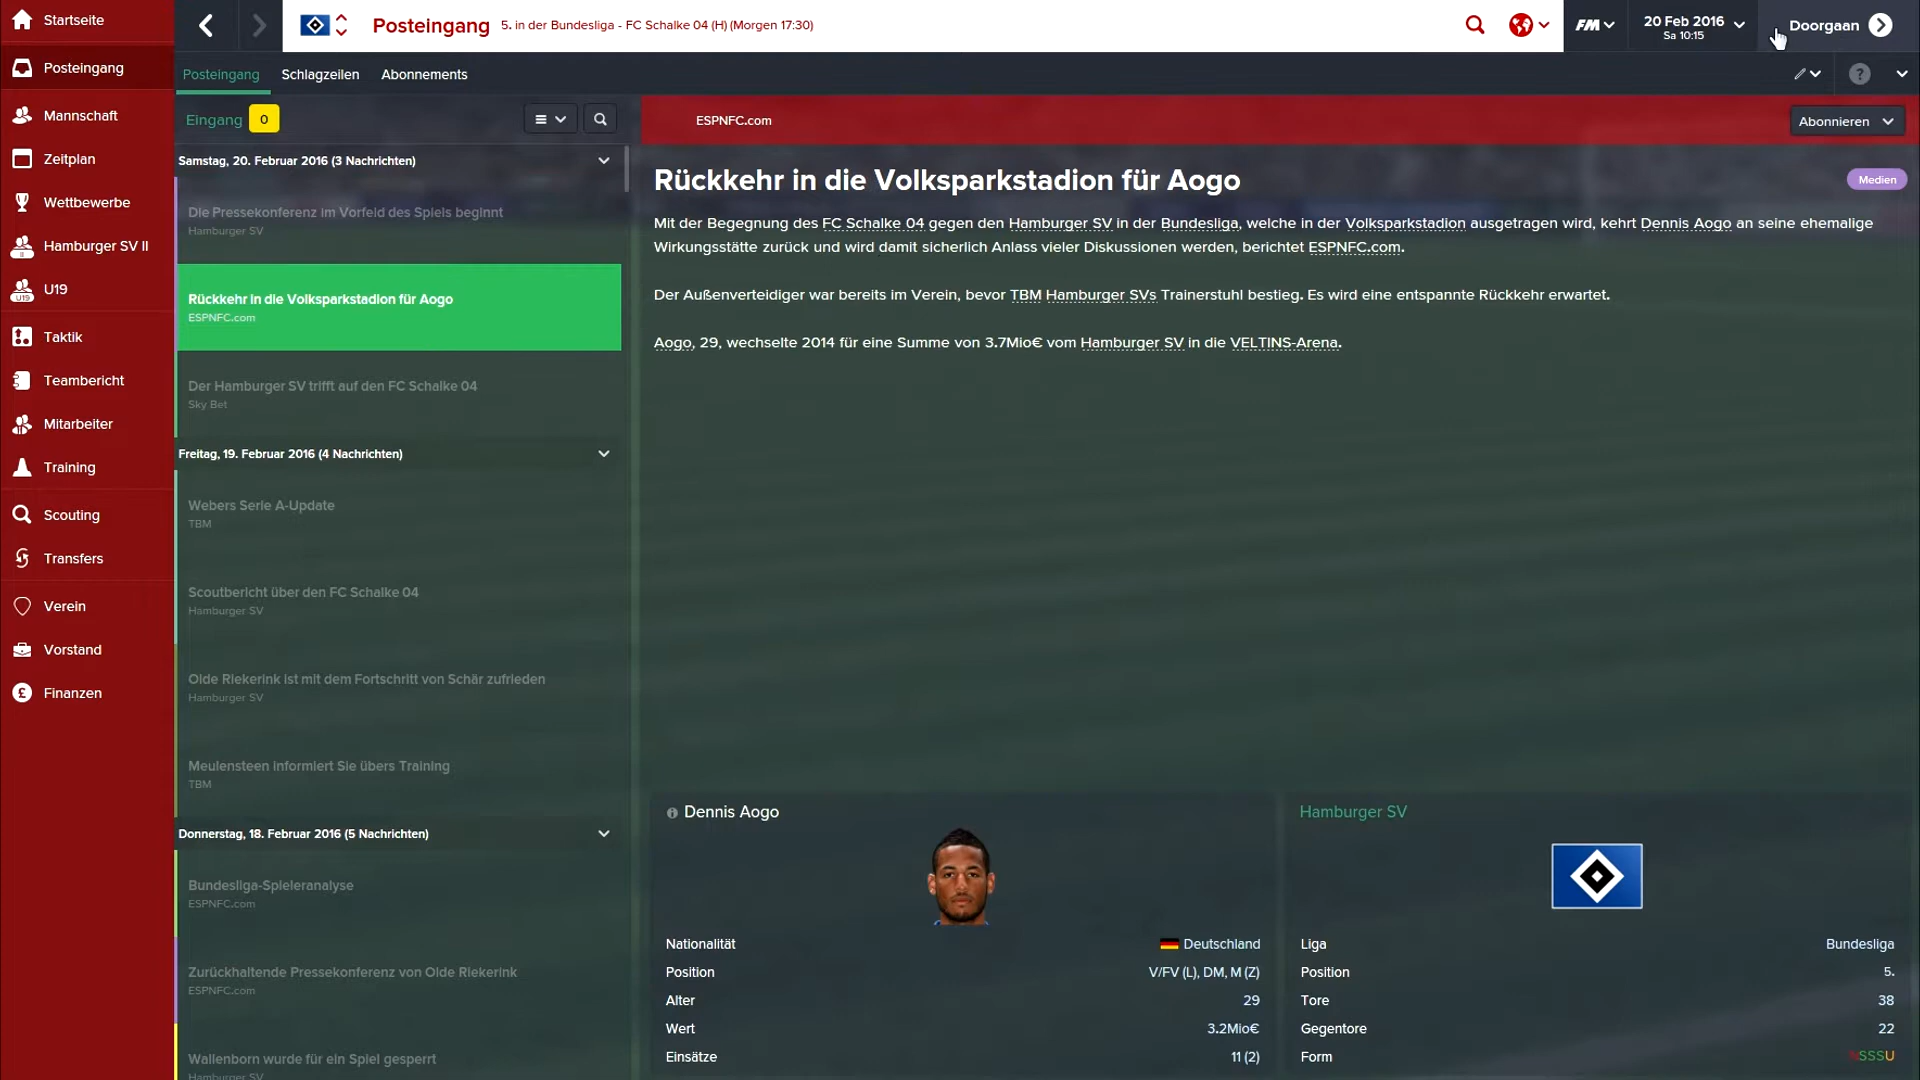 Startseite
Posteingang
Mannschaft
Zeitplan
Wettbewerbe
Hamburger SV II
U19
Taktik
Teambericht
Mitarbeiter
Training
Scouting
Transfers
Verein
Vorstand
Finanzen
Posteingang 5. in der Bundesliga - FC Schalke 04 (H) (Morgen 17:30)
FM
20 Feb 2016
Sa 10:15
Doorgaan
Posteingang Schlagzeilen Abonnements
?
Eingang 0
Samstag, 20. Februar 2016 (3 Nachrichten)
Die Pressekonferenz im Vorfeld des Spiels beginnt
Hamburger SV
Rückkehr in die Volksparkstadion für Aogo
ESPNFC.com
Der Hamburger SV trifft auf den FC Schalke 04
Sky Bet
Freitag, 19. Februar 2016 (4 Nachrichten)
Webers Serie A-Update
TBM
Scoutbericht über den FC Schalke 04
Hamburger SV
Olde Riekerink ist mit dem Fortschritt von Schär zufrieden
Hamburger SV
Meulensteen informiert Sie übers Training
TBM
Donnerstag, 18. Februar 2016 (5 Nachrichten)
Bundesliga-Spieleranalyse
ESPNFC.com
Zurückhaltende Pressekonferenz von Olde Riekerink
ESPNFC.com
Wallenborn wurde für ein Spiel gesperrt
Hamburger SV
ESPNFC.com
Abonnieren
Rückkehr in die Volksparkstadion für Aogo
Medien
Mit der Begegnung des FC Schalke 04 gegen den Hamburger SV in der Bundesliga, welche in der Volksparkstadion ausgetragen wird, kehrt Dennis Aogo an seine ehemalige
Wirkungsstätte zurück und wird damit sicherlich Anlass vieler Diskussionen werden, berichtet ESPNFC.com.
Der Außenverteidiger war bereits im Verein, bevor TBM Hamburger SVs Trainerstuhl bestieg. Es wird eine entspannte Rückkehr erwartet.
Aogo, 29, wechselte 2014 für eine Summe von 3.7Mio€ vom Hamburger SV in die VELTINS-Arena.
Dennis Aogo
Nationalität Deutschland
Position V/FV (L), DM, M (Z)
Alter 29
Wert 3.2Mio€
Einsätze 11 (2)
Hamburger SV
Liga Bundesliga
Position 5.
Tore 38
Gegentore 22
Form SSSU